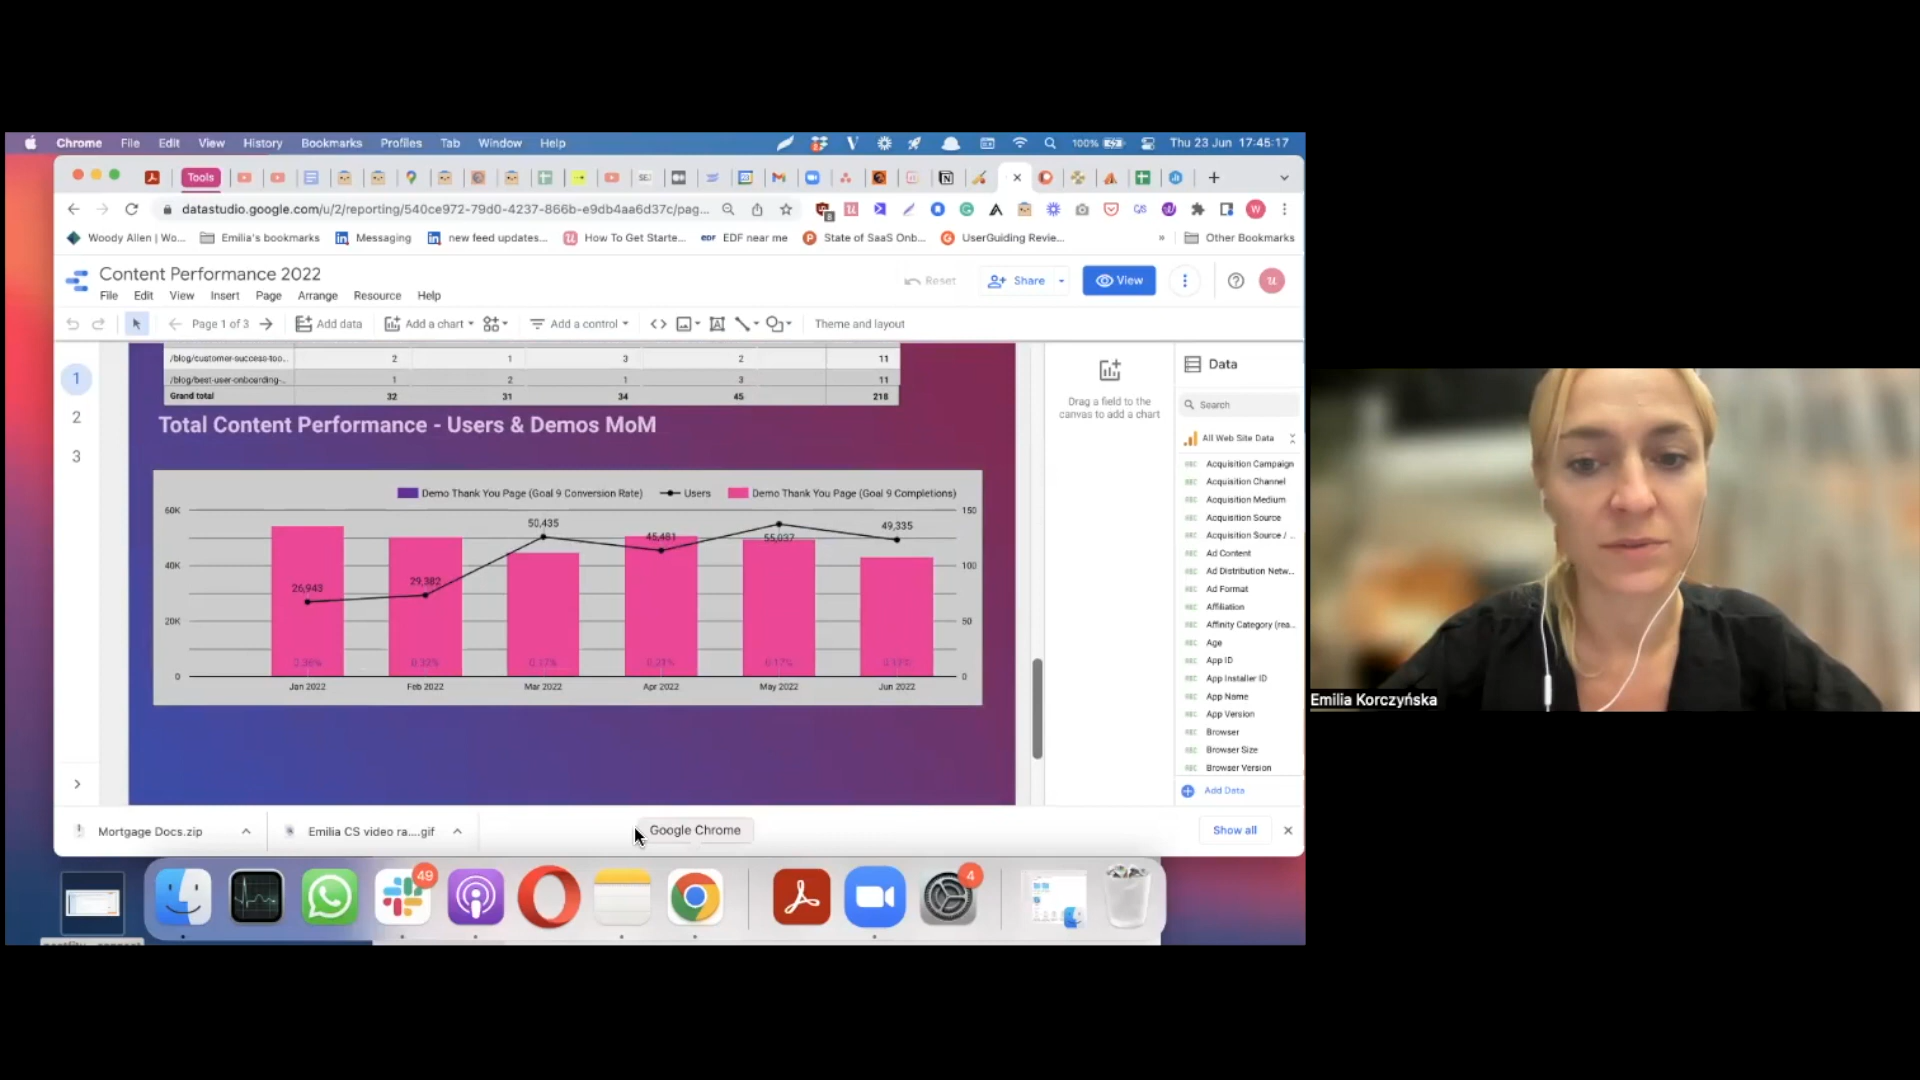 Chrome File Edit View History Bookmarks Profiles Tab Window Help 100% Thu 23 Jun 17:45:17
Tools
datastudio.google.com/u/2/reporting/540ce972-79d0-4237-866b-e9db4aa6d37c/pag...
Woody Allen | Wo... Emilia's bookmarks Messaging new feed updates... How To Get Starte... EDF near me State of SaaS Onb... UserGuiding Revie... » Other Bookmarks
Content Performance 2022
Reset Share View
File Edit View Insert Page Arrange Resource Help
Page 1 of 3 Add data Add a chart Add a control Theme and layout
1
2
3
/blog/customer-success-too... 2 1 3 2 11
/blog/best-user-onboarding-... 1 2 1 3 11
Grand total 32 31 34 45 218
Total Content Performance - Users & Demos MoM
Demo Thank You Page (Goal 9 Conversion Rate) Users Demo Thank You Page (Goal 9 Completions)
60K 150
50,435 45,481 55,037 49,335
40K 100
26,943 29,382
20K 50
0 0
Jan 2022 Feb 2022 Mar 2022 Apr 2022 May 2022 Jun 2022
Drag a field to the
canvas to add a chart
Data
Search
All Web Site Data
Acquisition Campaign
Acquisition Channel
Acquisition Medium
Acquisition Source
Acquisition Source / ...
Ad Content
Ad Distribution Netw...
Ad Format
Affiliation
Affinity Category (rea...
Age
App ID
App Installer ID
App Name
App Version
Browser
Browser Size
Browser Version
Add Data
Mortgage Docs.zip Emilia CS video ra....gif Google Chrome Show all
49
4
Emilia Korczyńska